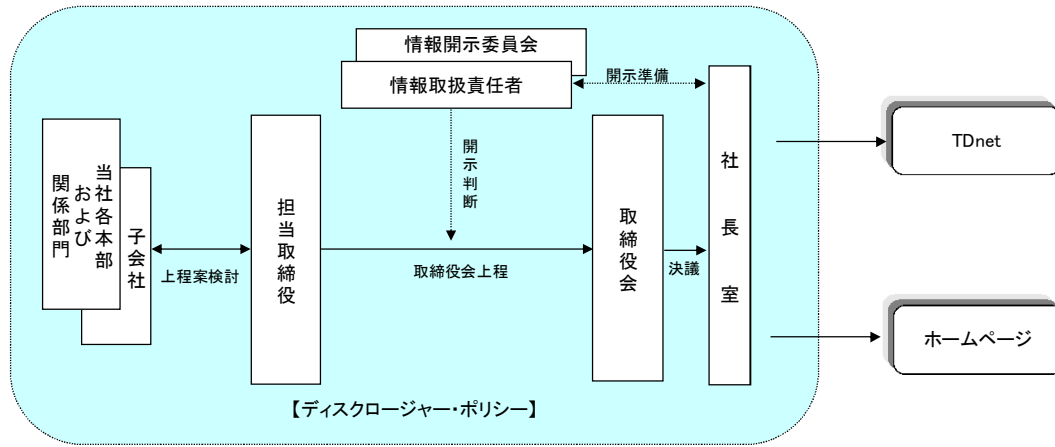 情報開示委員会
情報取扱責任者
開示準備
社長室
TDnet
当社各本部
および
関係部門
子会社
上程案検討
担当取締役
開示判断
取締役会上程
取締役会
決議
ホームページ
【ディスクロージャー・ポリシー】